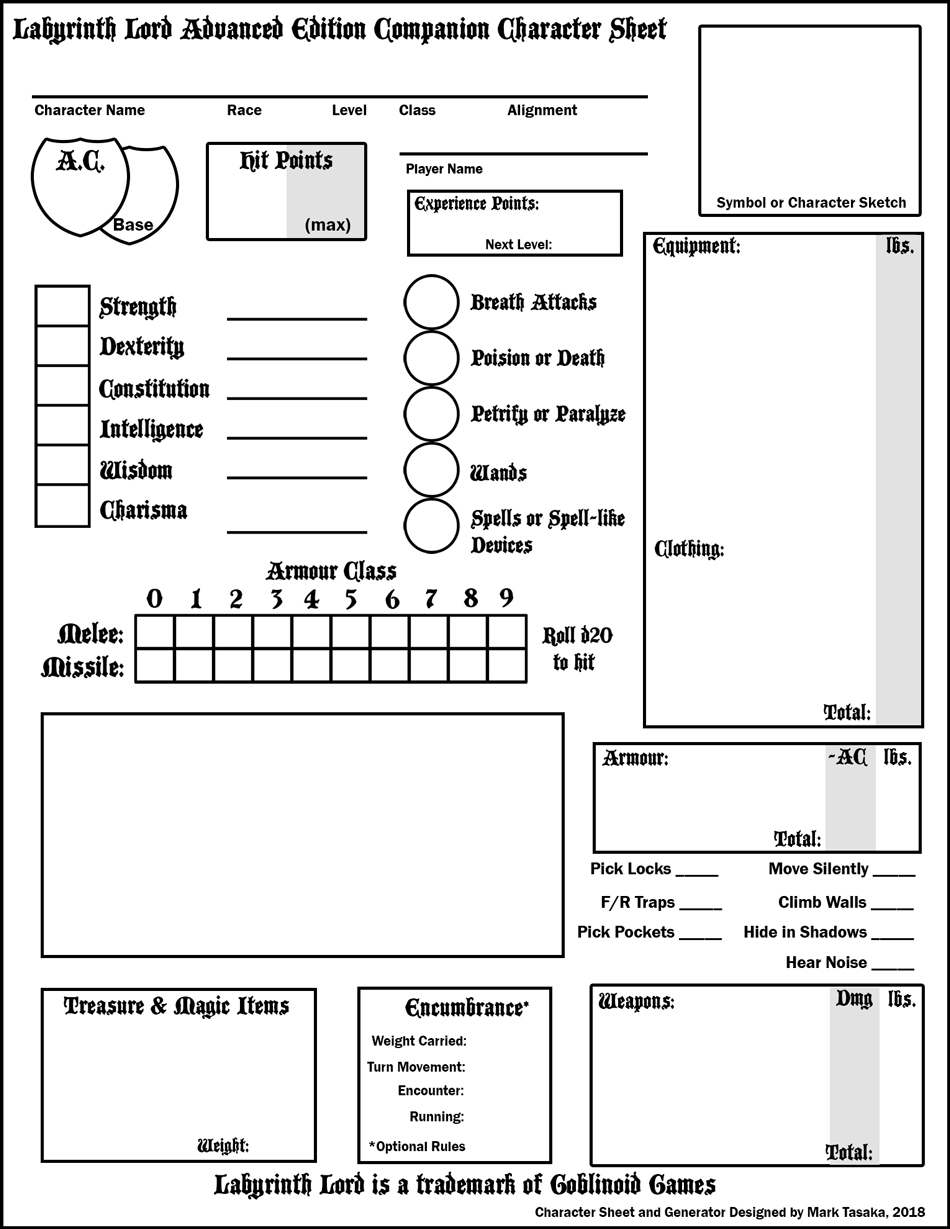 Labyrinth Lord Advanced Edition Companion Character Sheet
Character Name Race Level Class Alignment
A.C.
Base
Hit Points
(max)
Player Name
Experience Points:
Next Level:
Symbol or Character Sketch
Strength
Dexterity
Constitution
Intelligence
Wisdom
Charisma
Breath Attacks
Poision or Death
Petrify or Paralyze
Wands
Spells or Spell-like
Devices
Equipment: lbs.
Clothing:
Total:
Armour Class
0 1 2 3 4 5 6 7 8 9
Melee:
Missile:
Roll d20
to hit
Armour: -AC lbs.
Total:
Pick Locks _____ Move Silently _____
F/R Traps _____ Climb Walls _____
Pick Pockets _____ Hide in Shadows _____
Hear Noise _____
Treasure & Magic Items
Weight:
Encumbrance*
Weight Carried:
Turn Movement:
Encounter:
Running:
*Optional Rules
Weapons: Dmg lbs.
Total:
Labyrinth Lord is a trademark of Goblinoid Games
Character Sheet and Generator Designed by Mark Tasaka, 2018